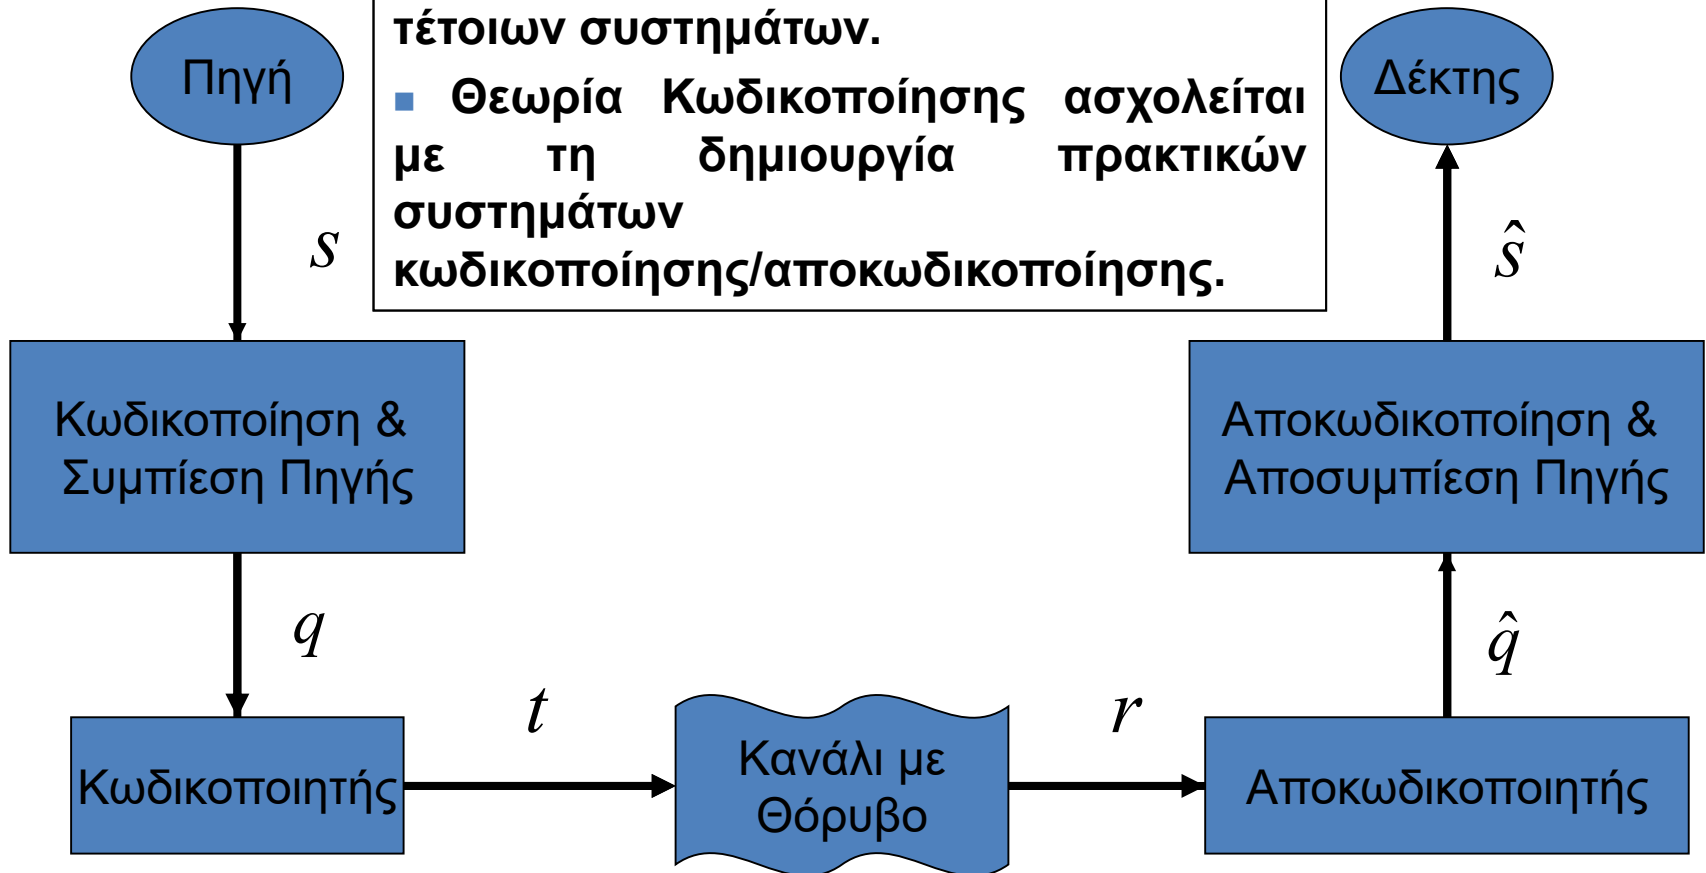 τέτοιων συστημάτων.
▪ Θεωρία Κωδικοποίησης ασχολείται
με τη δημιουργία πρακτικών
συστημάτων
κωδικοποίησης/αποκωδικοποίησης.
Πηγή
Δέκτης
s
ŝ
Κωδικοποίηση &
Συμπίεση Πηγής
Αποκωδικοποίηση &
Αποσυμπίεση Πηγής
q
q̂
t
r
Κωδικοποιητής
Κανάλι με
Θόρυβο
Αποκωδικοποιητής